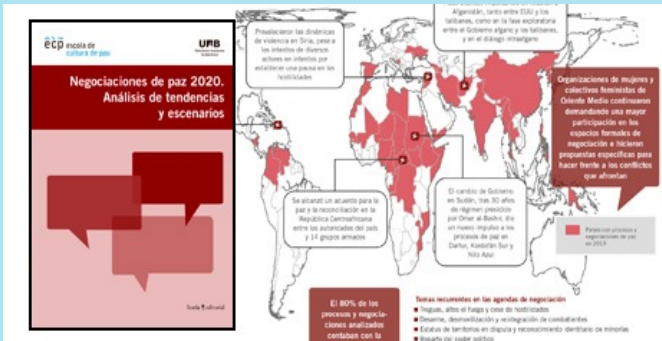 ecp escola de
cultura de pau
UAB
Negociaciones de paz 2020.
Análisis de tendencias
y escenarios
Icaria editorial
Prevalecieron las dinámicas
de violencia en Siria, pese a
los intentos de diversos
actores en intentos por
establecer una pausa en las
hostilidades
Afganistán, tanto entre EUU y los
talibanes, como en la fase exploratoria
entre el Gobierno afgano y los talibanes,
y en el diálogo intraafgano
Organizaciones de mujeres y
colectivos feministas de
Oriente Medio continuaron
demandando una mayor
participación en los
espacios formales de
negociación e hicieron
propuestas específicas para
hacer frente a los conflictos
que afrontan
Se alcanzó un acuerdo para la
paz y la reconciliación en la
República Centroafricana
entre las autoridades del país
y 14 grupos armados
El cambio de Gobierno
en Sudán, tras 30 años
de régimen presidido
por Omar al-Bashir, dio
un nuevo impulso a los
procesos de paz en
Darfur, Kordofán Sur y
Nilo Azul
Países con procesos y
negociaciones de paz
en 2019
El 80% de los
procesos y negocia-
ciones analizados
contaban con la
Temas recurrentes en las agendas de negociación
■ Treguas, altos el fuego y cese de hostilidades
■ Desarme, desmovilización y reintegración de combatientes
■ Estatus de territorios en disputa y reconocimiento identitario de minorías
■ Reparto del poder político